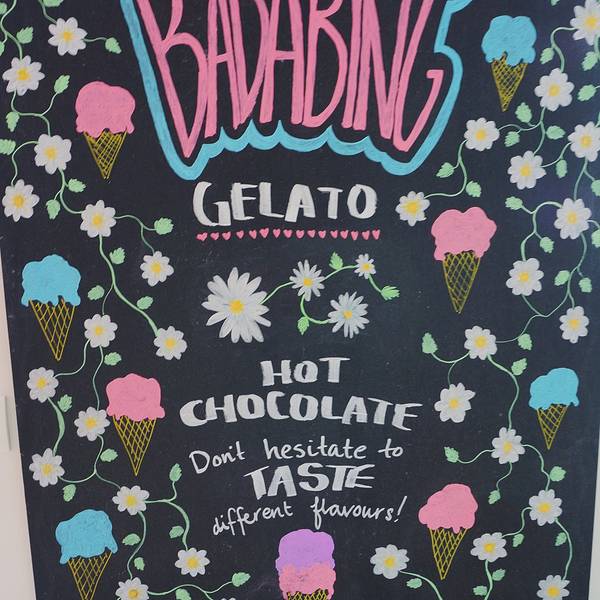 BADABING
GELATO
HOT
CHOCOLATE
Don't hesitate to
TASTE
different flavours!